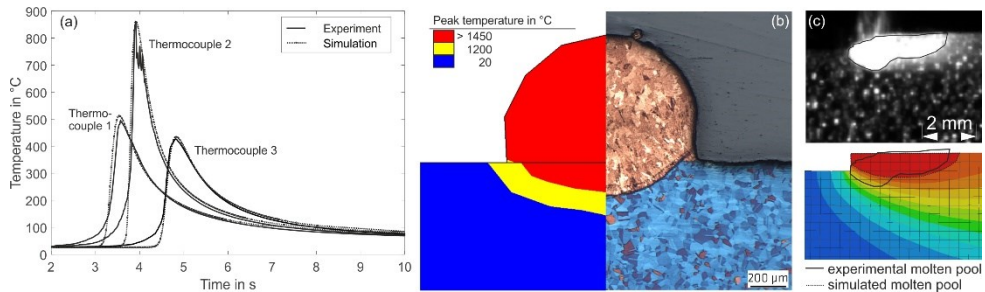 (a)
Experiment
Simulation
Thermocouple 2
Thermo-
couple 1
Thermocouple 3
Temperature in °C
900
800
700
600
500
400
300
200
100
0
2 3 4 5 6 7 8 9 10
Time in s
Peak temperature in °C
> 1450
1200
20
(b)
200 µm
(c)
2 mm
experimental molten pool
simulated molten pool